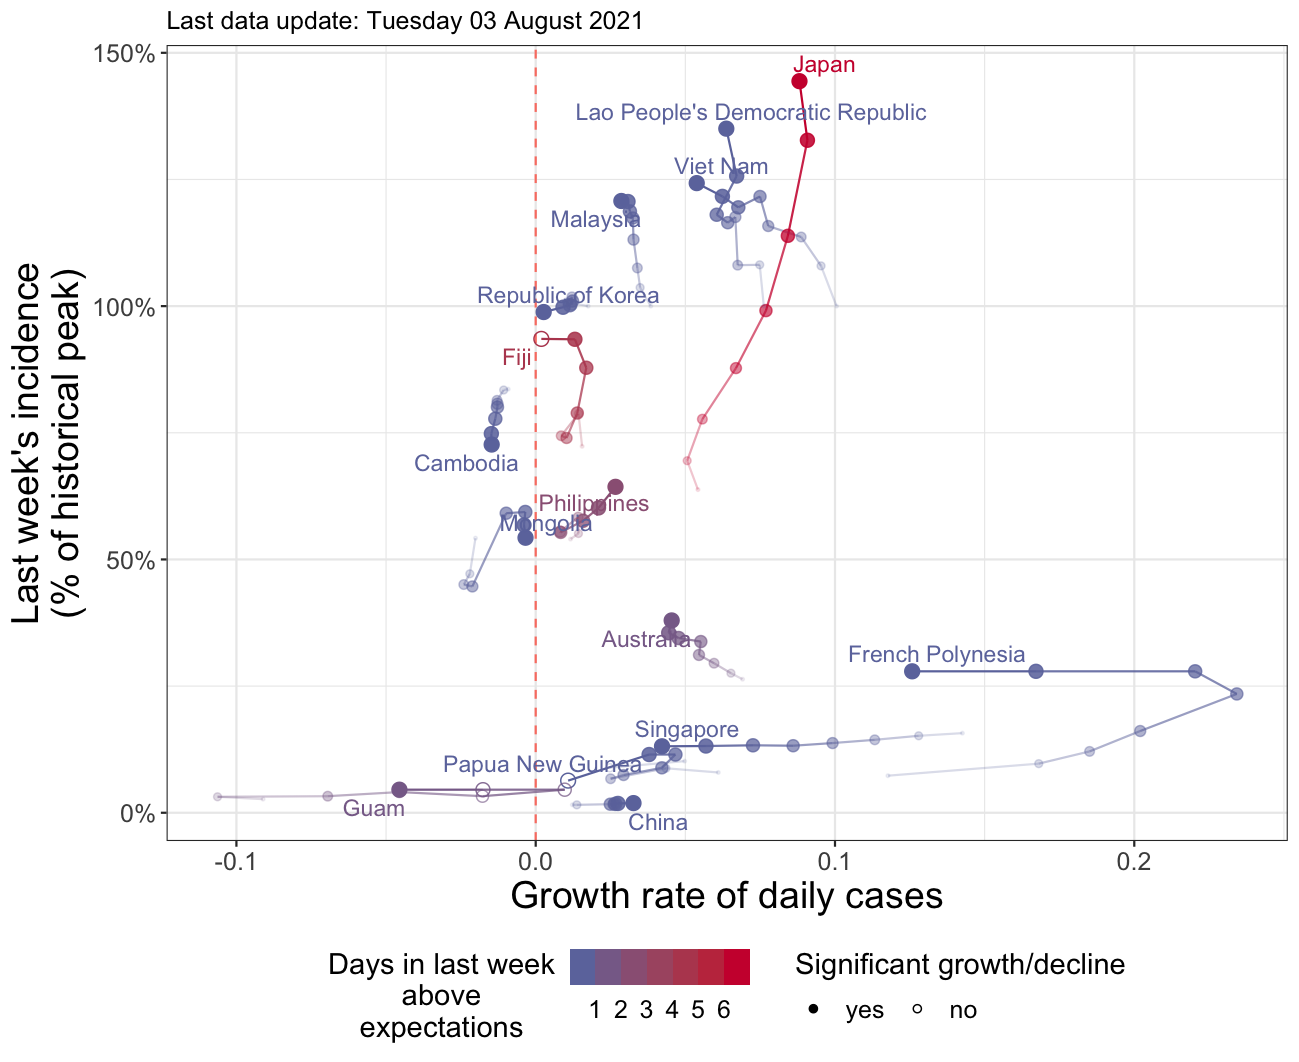 Last data update: Tuesday 03 August 2021
150%
100%
50%
0%
Last week's incidence
(% of historical peak)
Japan
Lao People's Democratic Republic
Viet Nam
Malaysia
Republic of Korea
Fiji
Cambodia
Philippines
Mongolia
Australia
French Polynesia
Singapore
Papua New Guinea
Guam
China
-0.1 0.0 0.1 0.2
Growth rate of daily cases
Days in last week
above
expectations
1 2 3 4 5 6
Significant growth/decline
yes no